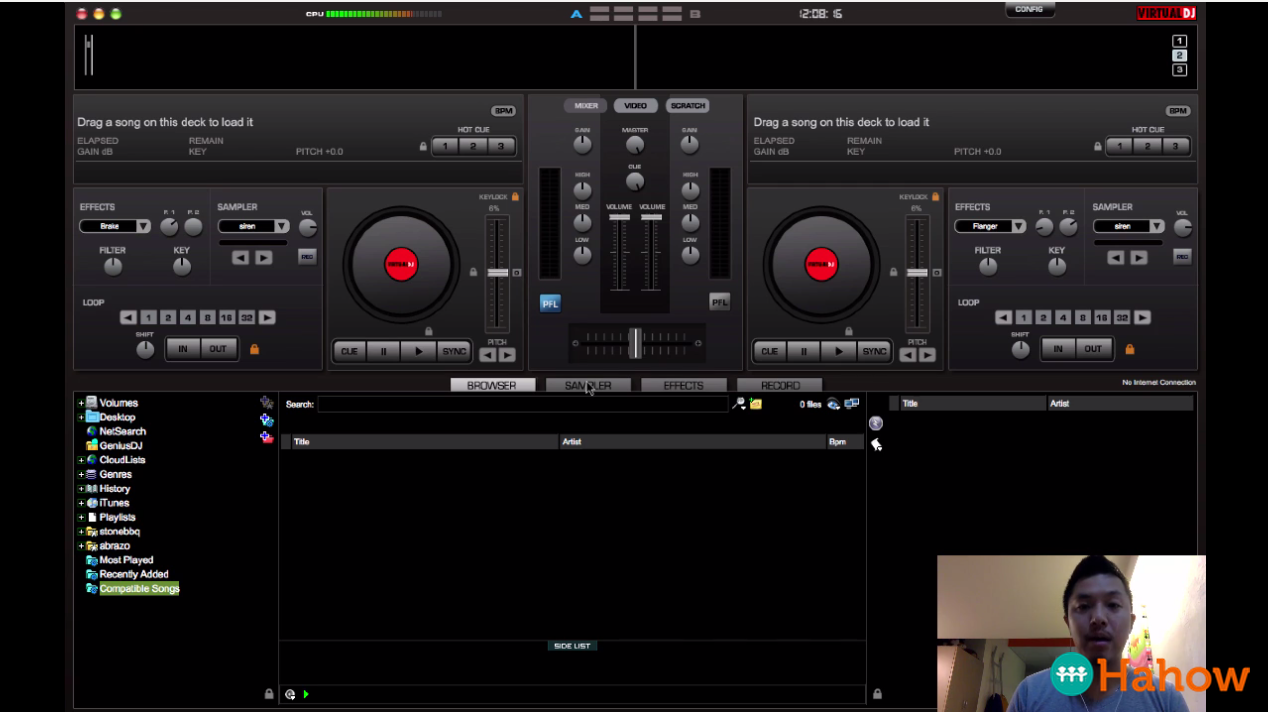 CPU
A
B
12:08:15
CONFIG
VIRTUALDJ
1
2
3
BPM
Drag a song on this deck to load it
ELAPSED
REMAIN
GAIN dB
KEY
PITCH +0.0
HOT CUE
1 2 3
MIXER
VIDEO
SCRATCH
GAIN
MASTER
GAIN
CUE
HIGH
HIGH
MED
VOLUME
VOLUME
MED
LOW
LOW
PFL
PFL
BPM
Drag a song on this deck to load it
ELAPSED
REMAIN
GAIN dB
KEY
PITCH +0.0
HOT CUE
1 2 3
EFFECTS
P. 1
P. 2
SAMPLER
VOL
Brake
siren
FILTER
KEY
REC
LOOP
1 2 4 8 16 32
SHIFT
IN
OUT
KEYLOCK
6%
CUE
SYNC
PITCH
KEYLOCK
6%
CUE
SYNC
PITCH
EFFECTS
P. 1
P. 2
SAMPLER
VOL
Flanger
siren
FILTER
KEY
REC
LOOP
1 2 4 8 16 32
SHIFT
IN
OUT
BROWSER
SAMPLER
EFFECTS
RECORD
No Internet Connection
Volumes
Desktop
NetSearch
GeniusDJ
CloudLists
Genres
History
iTunes
Playlists
stonebbq
abrazo
Most Played
Recently Added
Compatible Songs
Search:
0 files
Title
Artist
Bpm
SIDE LIST
Title
Artist
Hahow